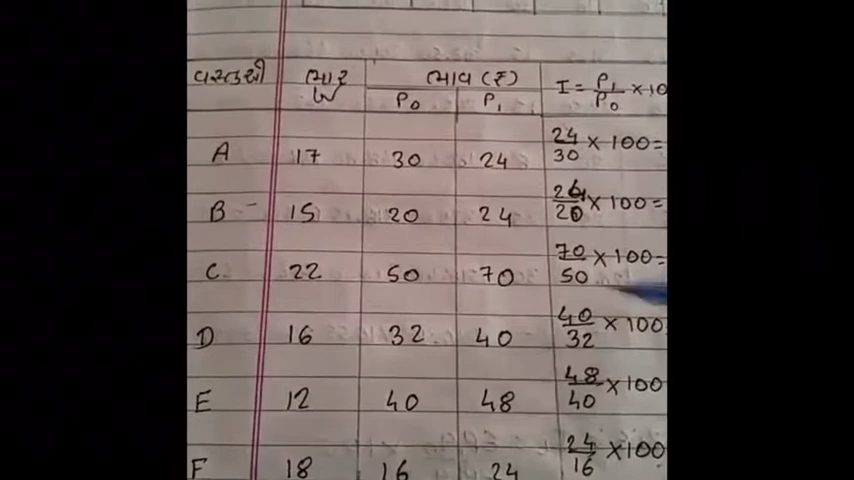 વસ્તુઓ ભાર ભાવ (₹) I = P₁/P₀ × 10
W P₀ P₁
A 17 30 24 24/30 × 100 =
B 15 20 24 24/20 × 100 =
C 22 50 70 70/50 × 100 =
D 16 32 40 40/32 × 100
E 12 40 48 48/40 × 100
F 18 16 24 24/16 × 100